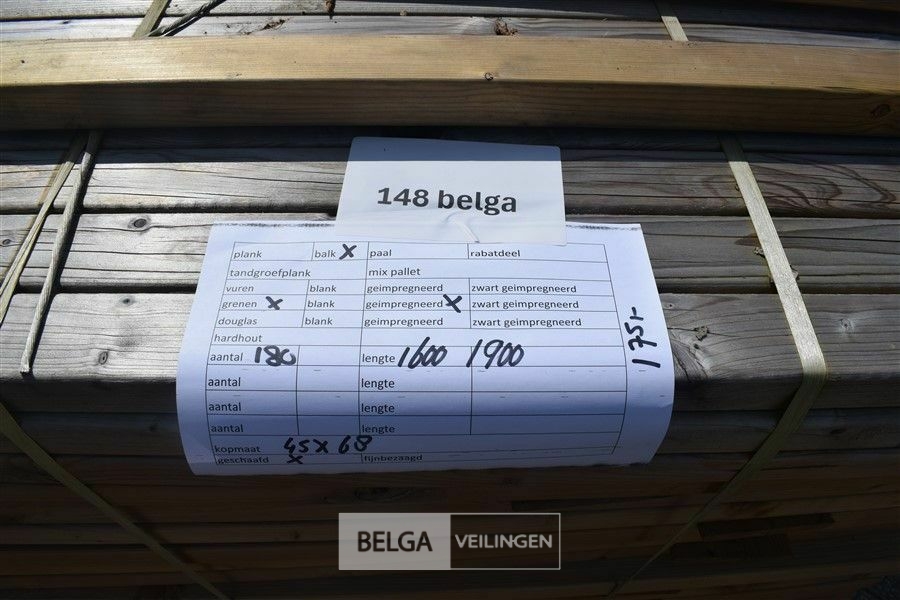 148 belga
plank balk X paal rabatdeel
tandgroefplank mix pallet
vuren blank geimpregneerd zwart geimpregneerd
grenen X blank geimpregneerd X zwart geimpregneerd
douglas blank geimpregneerd zwart geimpregneerd
hardhout
aantal 180 lengte 1600 1900
aantal lengte
aantal lengte
aantal lengte
kopmaat 45 x 68
geschaafd X fijnbezaagd
175,-
BELGA VEILINGEN